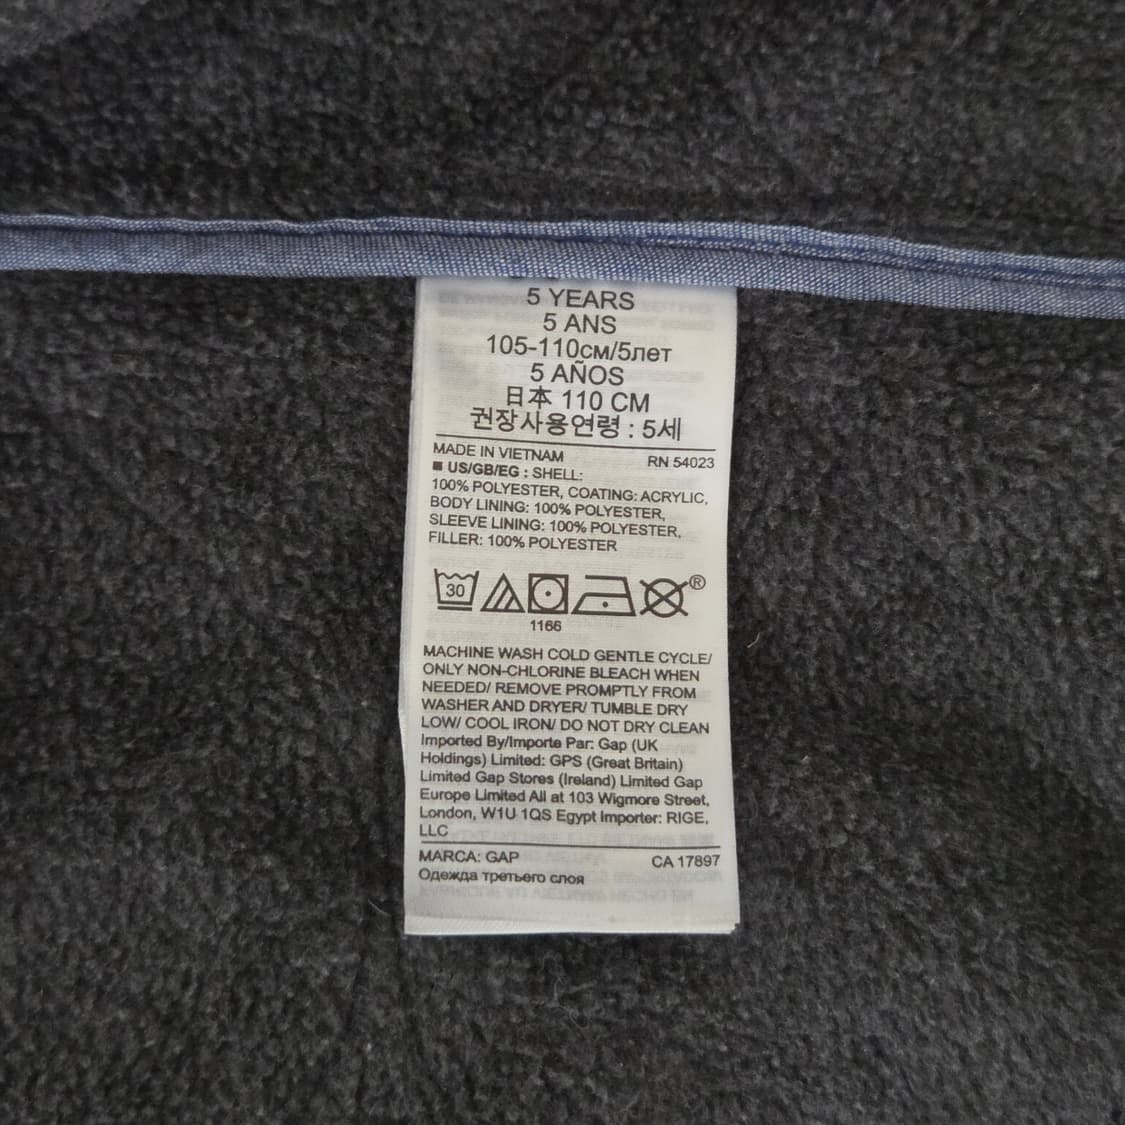 5 YEARS
5 ANS
105-110см/5лет
5 AÑOS
日本 110 CM
권장사용연령 : 5세
MADE IN VIETNAM RN 54023
■ US/GB/EG : SHELL:
100% POLYESTER, COATING: ACRYLIC,
BODY LINING: 100% POLYESTER,
SLEEVE LINING: 100% POLYESTER,
FILLER: 100% POLYESTER
30 ®
1166
MACHINE WASH COLD GENTLE CYCLE/
ONLY NON-CHLORINE BLEACH WHEN
NEEDED/ REMOVE PROMPTLY FROM
WASHER AND DRYER/ TUMBLE DRY
LOW/ COOL IRON/ DO NOT DRY CLEAN
Imported By/Importe Par: Gap (UK
Holdings) Limited: GPS (Great Britain)
Limited Gap Stores (Ireland) Limited Gap
Europe Limited All at 103 Wigmore Street,
London, W1U 1QS Egypt Importer: RIGE,
LLC
MARCA: GAP CA 17897
Одежда третьего слоя